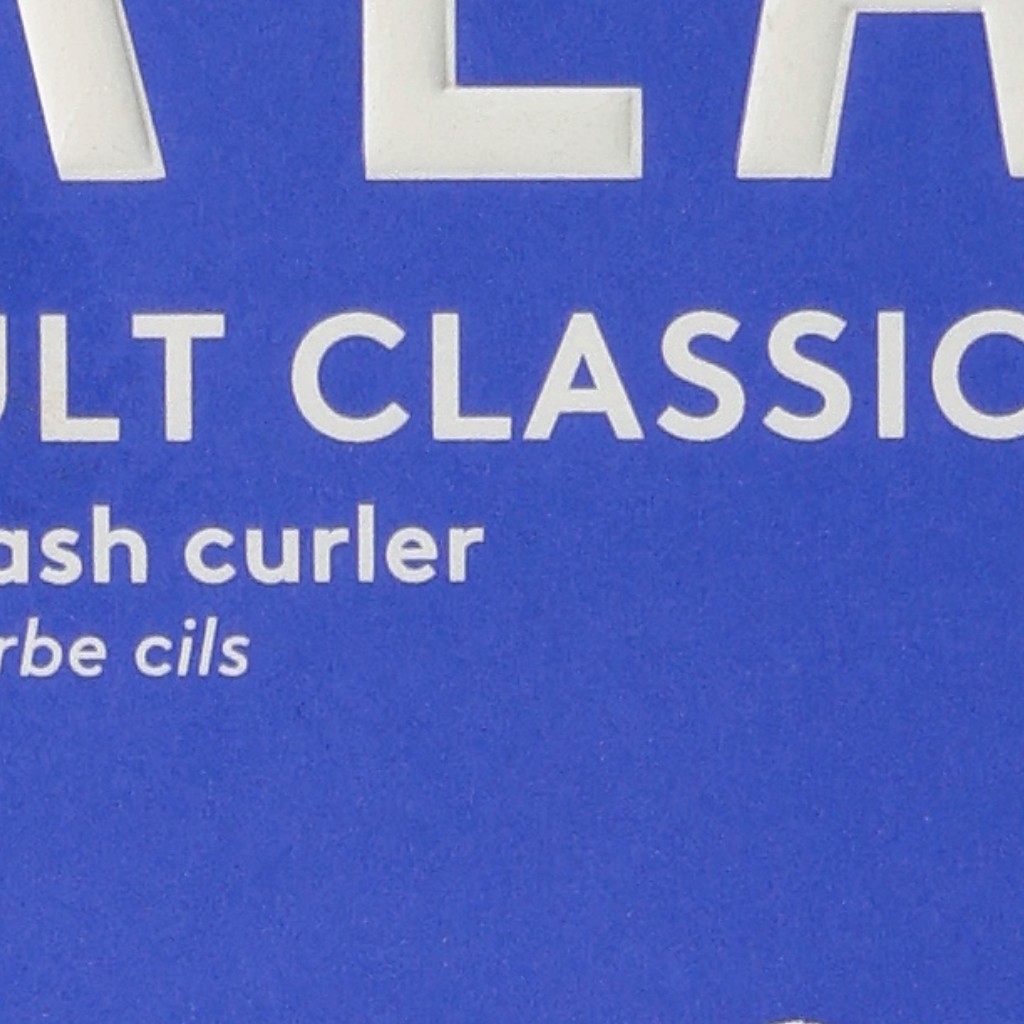 ULT CLASSIC
ash curler
rbe cils